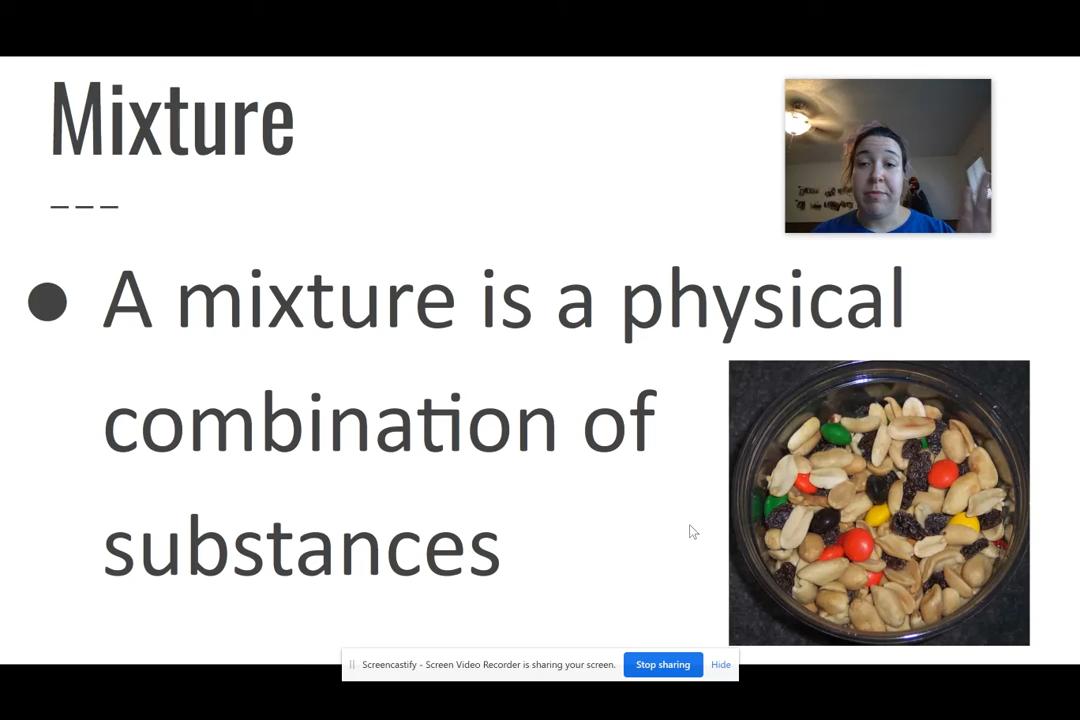 Mixture
● A mixture is a physical
combination of
substances
Screencastify - Screen Video Recorder is sharing your screen. Stop sharing Hide